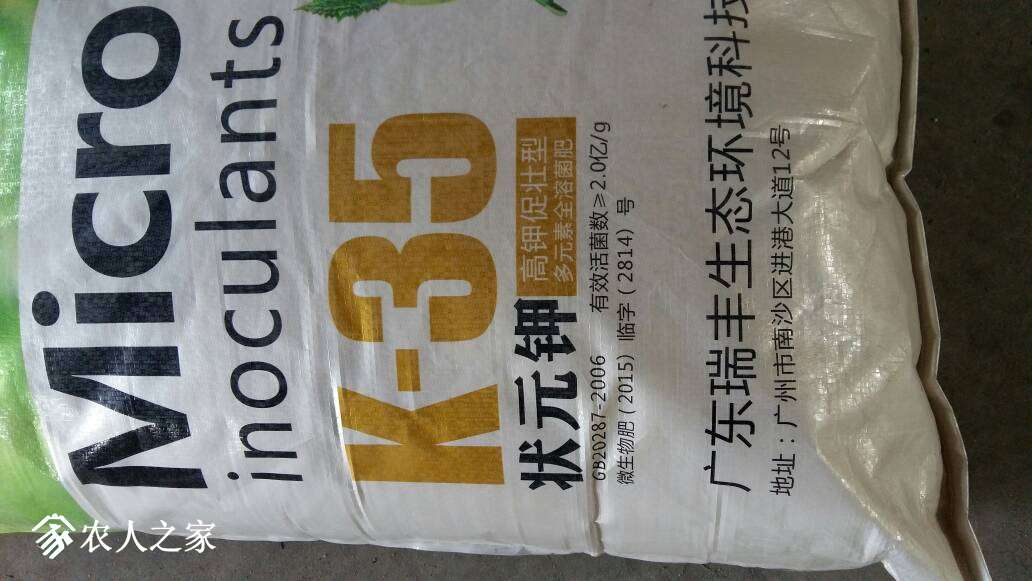 Micro
inoculants
K-35
状元钾
高钾促壮型
多元素全溶菌肥
GB20287-2006 有效活菌数≥2.0亿/g
微生物肥(2015)临字(2814)号
广东瑞丰生态环境科技
地址:广州市南沙区进港大道12号
农人之家